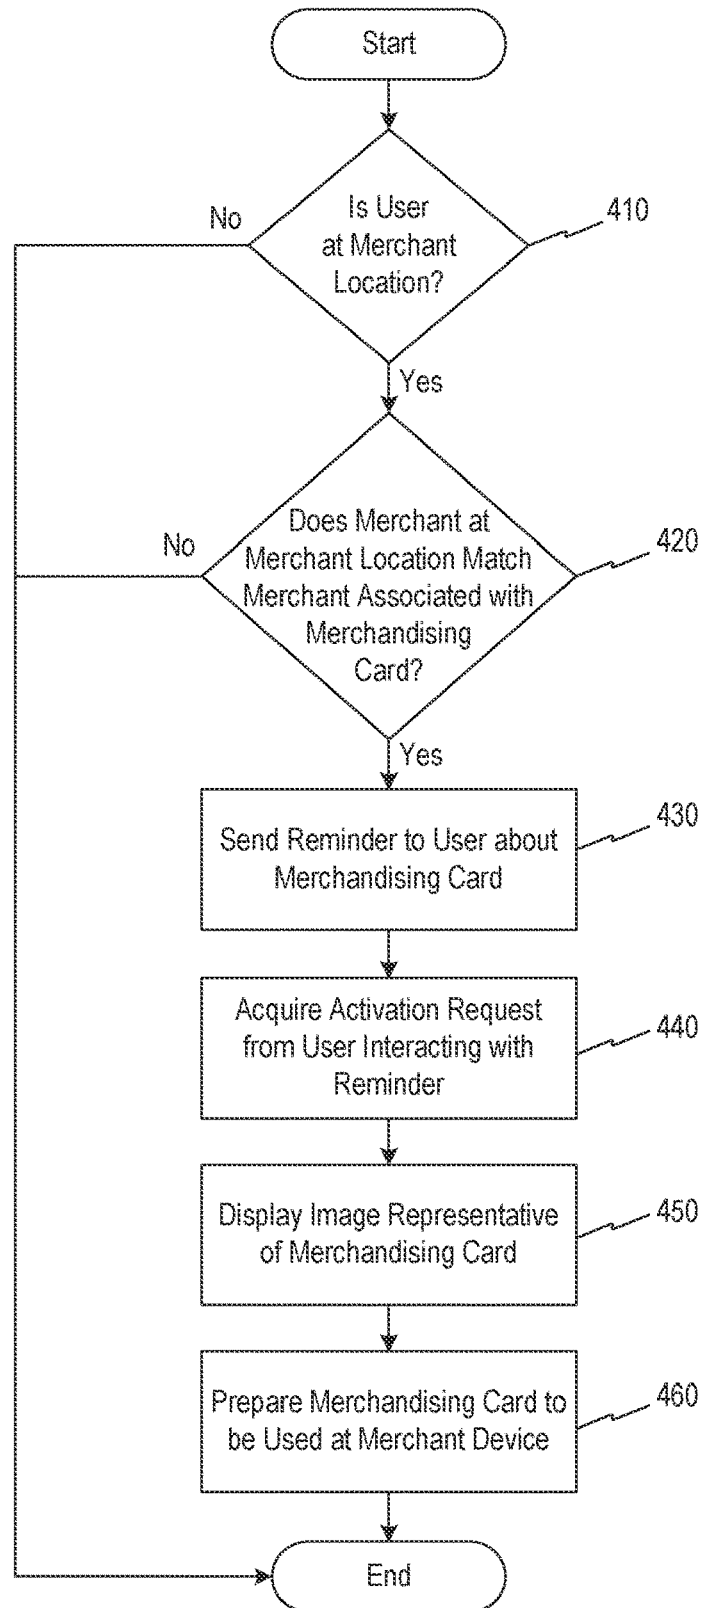 Start
Is User
at Merchant
Location?
410
No
Yes
Does Merchant at
Merchant Location Match
Merchant Associated with
Merchandising
Card?
420
No
Yes
Send Reminder to User about
Merchandising Card
430
Acquire Activation Request
from User Interacting with
Reminder
440
Display Image Representative
of Merchandising Card
450
Prepare Merchandising Card to
be Used at Merchant Device
460
End